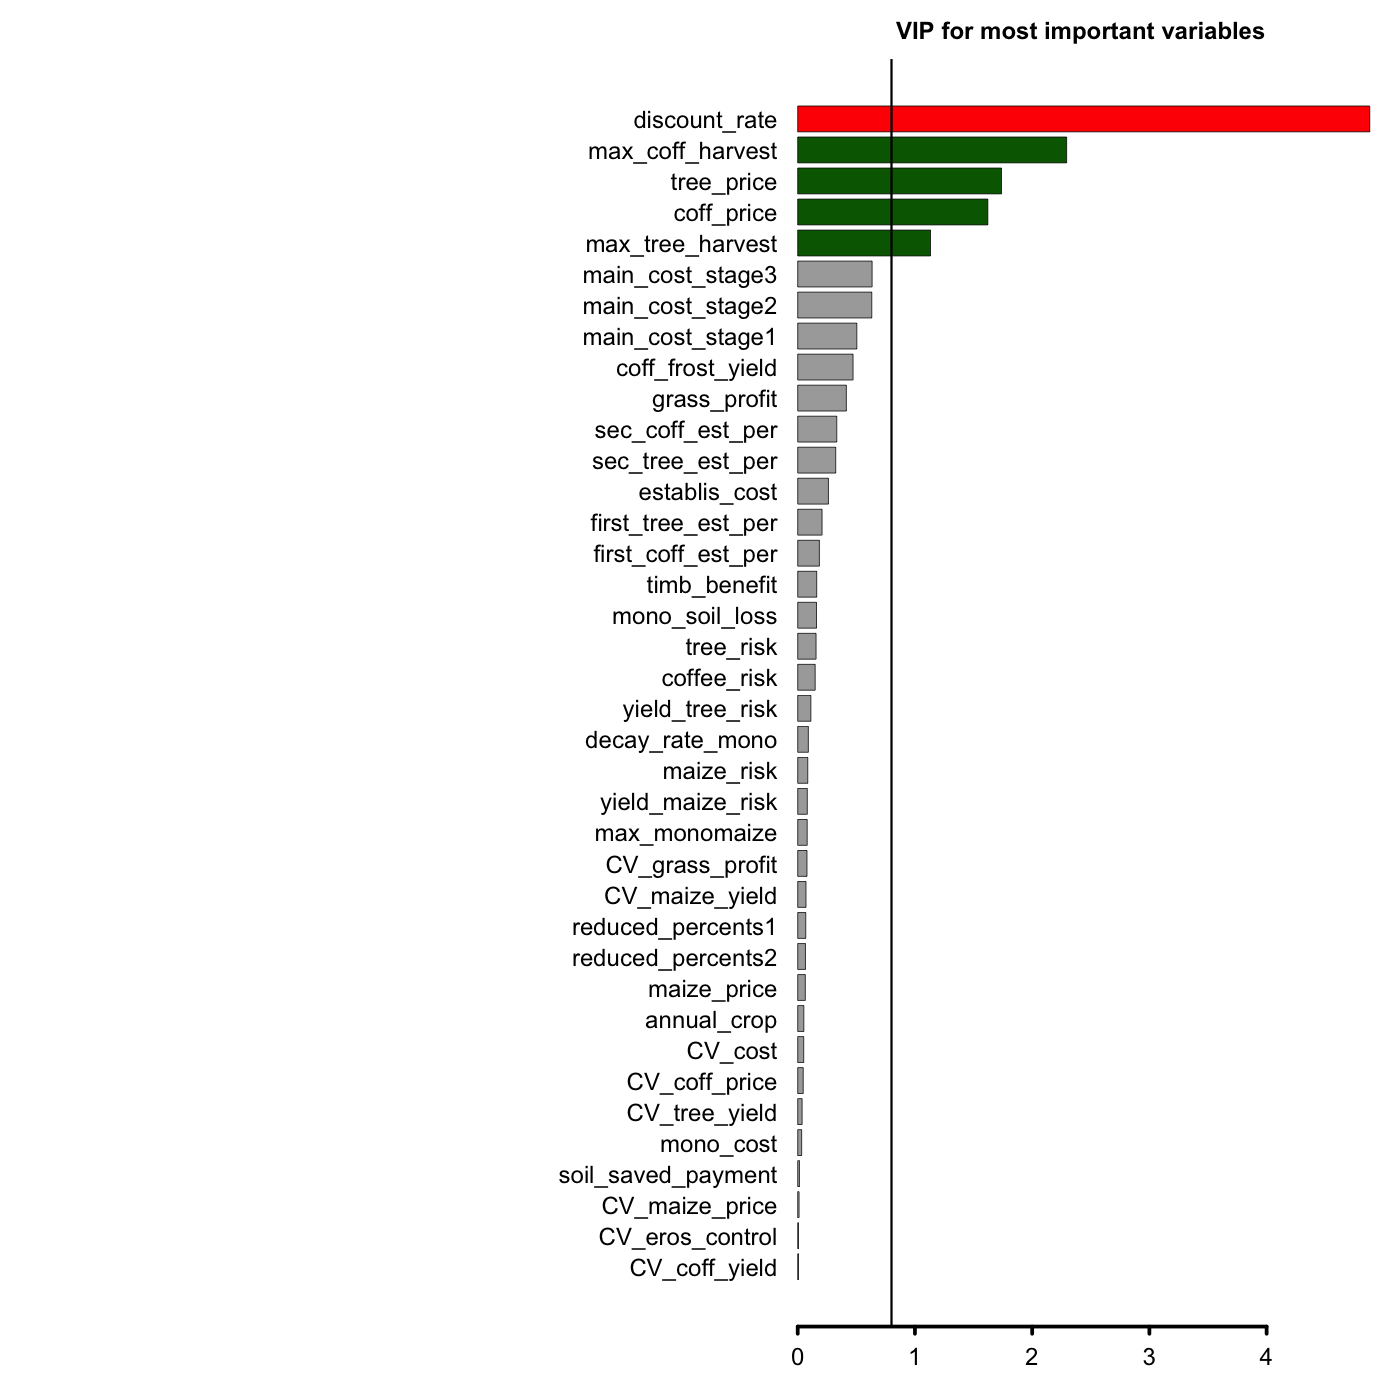 VIP for most important variables
discount_rate
max_coff_harvest
tree_price
coff_price
max_tree_harvest
main_cost_stage3
main_cost_stage2
main_cost_stage1
coff_frost_yield
grass_profit
sec_coff_est_per
sec_tree_est_per
establis_cost
first_tree_est_per
first_coff_est_per
timb_benefit
mono_soil_loss
tree_risk
coffee_risk
yield_tree_risk
decay_rate_mono
maize_risk
yield_maize_risk
max_monomaize
CV_grass_profit
CV_maize_yield
reduced_percents1
reduced_percents2
maize_price
annual_crop
CV_cost
CV_coff_price
CV_tree_yield
mono_cost
soil_saved_payment
CV_maize_price
CV_eros_control
CV_coff_yield
0 1 2 3 4